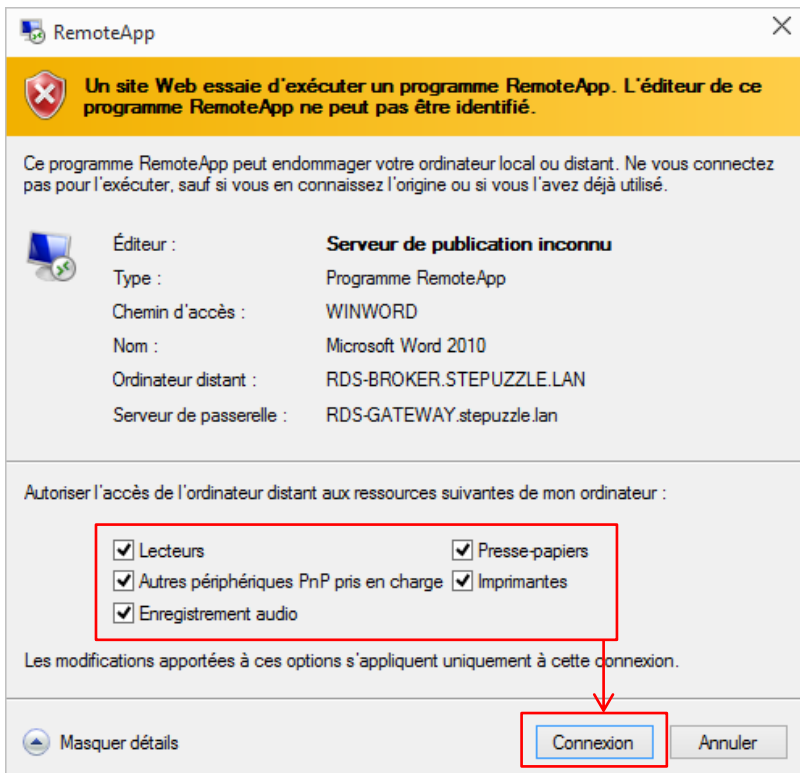 RemoteApp
Un site Web essaie d'exécuter un programme RemoteApp. L'éditeur de ce
programme RemoteApp ne peut pas être identifié.
Ce programme RemoteApp peut endommager votre ordinateur local ou distant. Ne vous connectez
pas pour l'exécuter, sauf si vous en connaissez l'origine ou si vous l'avez déjà utilisé.
Éditeur : Serveur de publication inconnu
Type : Programme RemoteApp
Chemin d'accès : WINWORD
Nom : Microsoft Word 2010
Ordinateur distant : RDS-BROKER.STEPUZZLE.LAN
Serveur de passerelle : RDS-GATEWAY.stepuzzle.lan
Autoriser l'accès de l'ordinateur distant aux ressources suivantes de mon ordinateur :
Lecteurs Presse-papiers
Autres périphériques PnP pris en charge Imprimantes
Enregistrement audio
Les modifications apportées à ces options s'appliquent uniquement à cette connexion.
Masquer détails Connexion Annuler